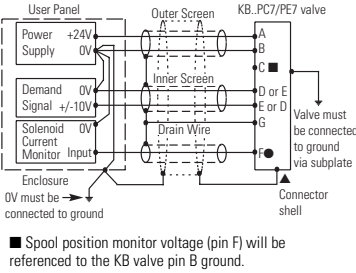 User Panel
Outer Screen
KB..PC7/PE7 valve
Power Supply +24V
0V
A
B
C ■
Inner Screen
Demand Signal 0V
+/-10V
D or E
E or D
Solenoid Current Monitor 0V
Input
G
Drain Wire
F●
Valve must
be connected
to ground
via subplate
Enclosure
0V must be
connected to ground
Connector
shell
■ Spool position monitor voltage (pin F) will be
referenced to the KB valve pin B ground.